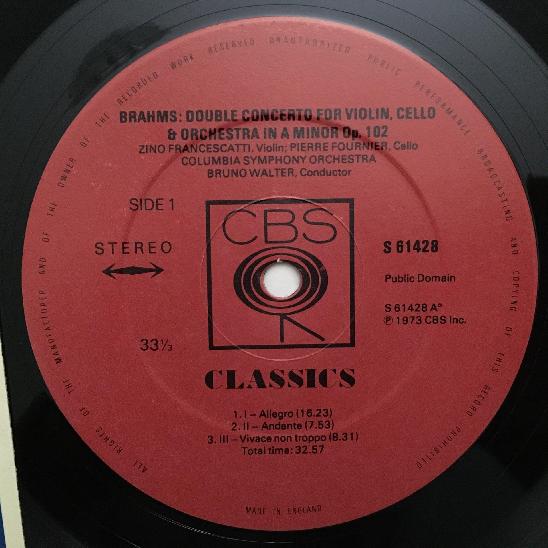 ALL RIGHTS OF THE MANUFACTURER AND OF THE OWNER OF THE RECORDED WORK RESERVED UNAUTHORIZED PUBLIC PERFORMANCE BROADCASTING AND COPYING OF THIS RECORD PROHIBITED
BRAHMS: DOUBLE CONCERTO FOR VIOLIN, CELLO
& ORCHESTRA IN A MINOR Op. 102
ZINO FRANCESCATTI, Violin; PIERRE FOURNIER, Cello
COLUMBIA SYMPHONY ORCHESTRA
BRUNO WALTER, Conductor
SIDE 1
STEREO
33⅓
CBS
CLASSICS
S 61428
Public Domain
S 61428 A°
℗ 1973 CBS Inc.
1. I – Allegro (16.23)
2. II – Andante (7.53)
3. III – Vivace non troppo (8.31)
Total time: 32.57
MADE IN ENGLAND